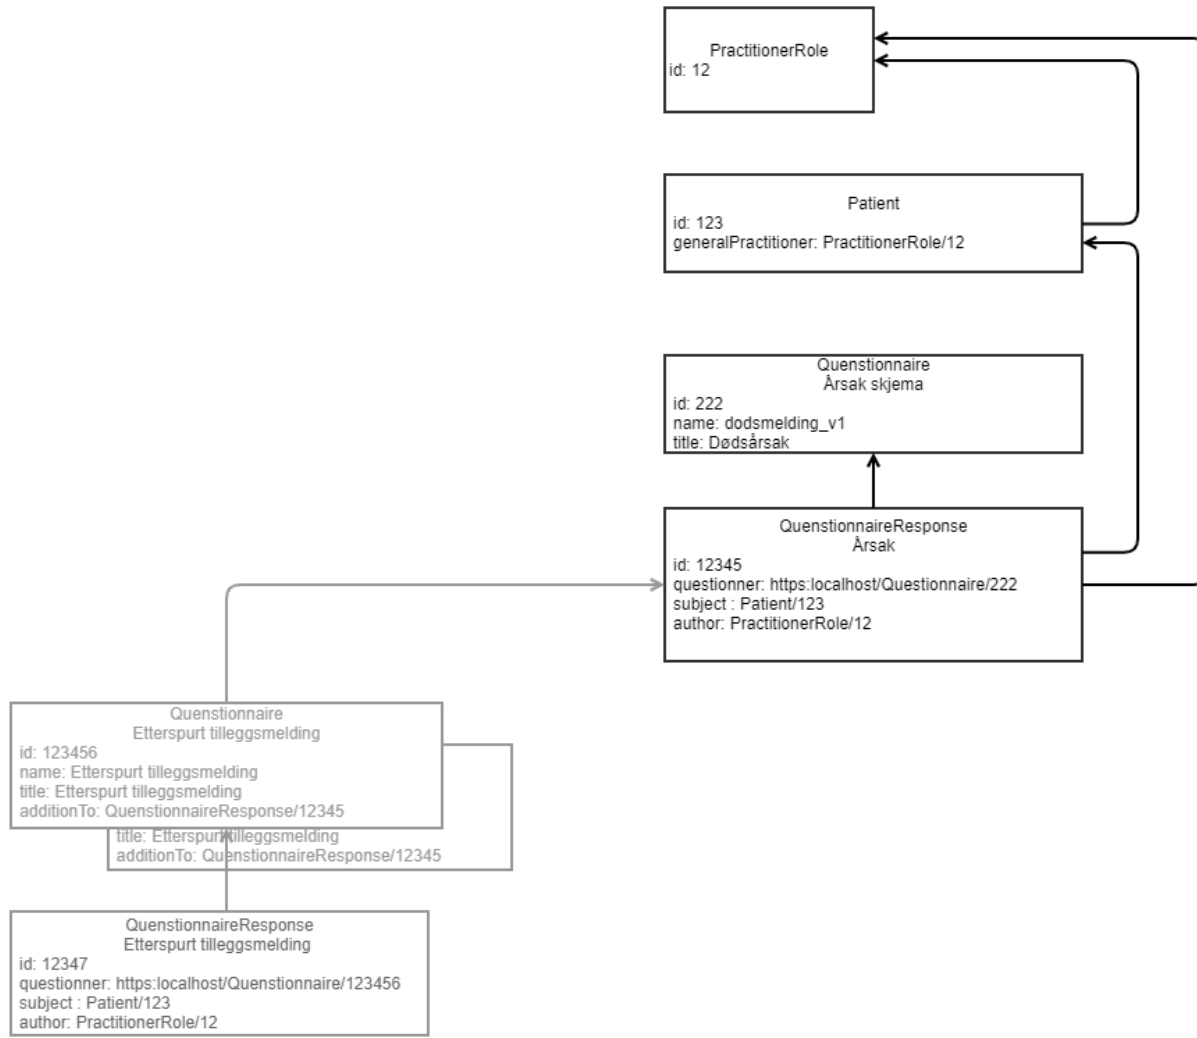 PractitionerRole
id: 12
Patient
id: 123
generalPractitioner: PractitionerRole/12
Quenstionnaire
Årsak skjema
id: 222
name: dodsmelding_v1
title: Dødsårsak
QuenstionnaireResponse
Årsak
id: 12345
questionner: https:localhost/Questionnaire/222
subject : Patient/123
author: PractitionerRole/12
Quenstionnaire
Etterspurt tilleggsmelding
id: 123456
name: Etterspurt tilleggsmelding
title: Etterspurt tilleggsmelding
additionTo: QuenstionnaireResponse/12345
title: Etterspurt tilleggsmelding
additionTo: QuenstionnaireResponse/12345
QuenstionnaireResponse
Etterspurt tilleggsmelding
id: 12347
questionner: https:localhost/Quenstionnaire/123456
subject : Patient/123
author: PractitionerRole/12